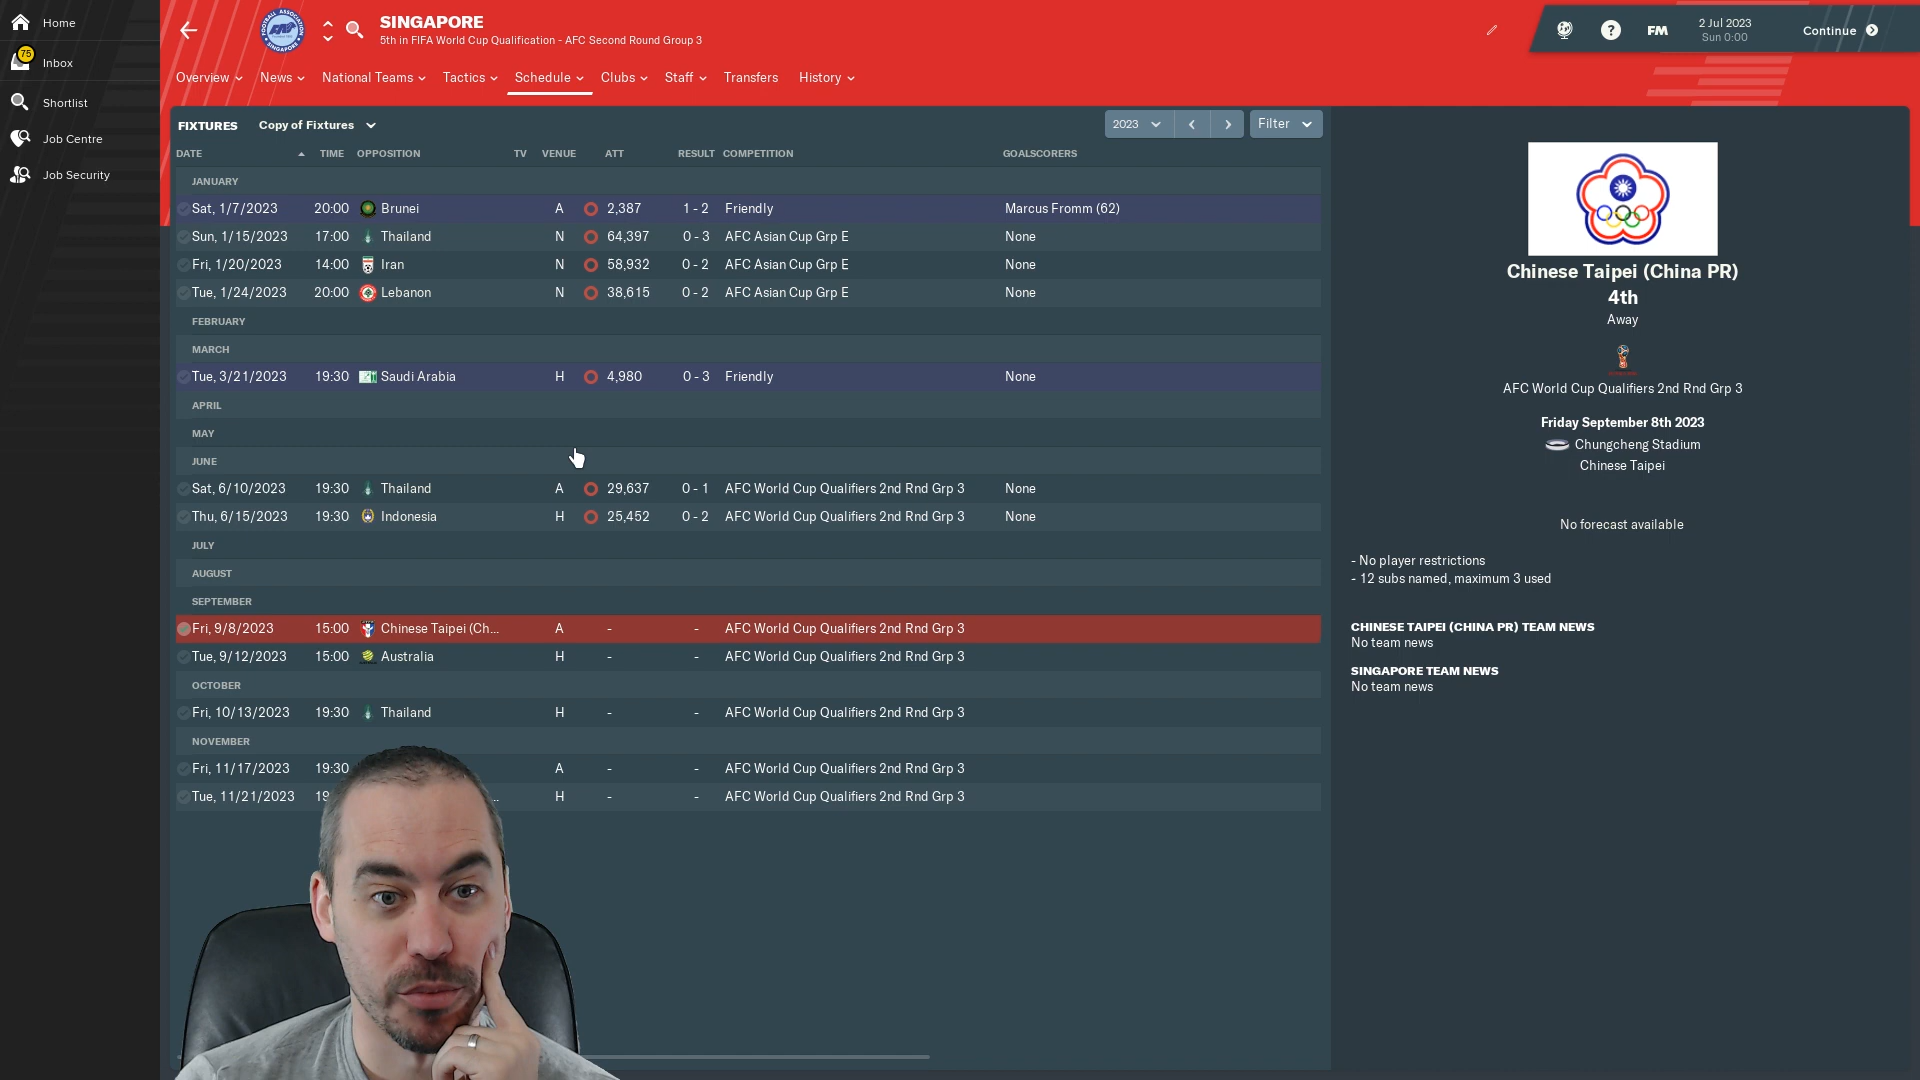 Home
75
Inbox
Shortlist
Job Centre
Job Security
SINGAPORE
5th in FIFA World Cup Qualification - AFC Second Round Group 3
FM
2 Jul 2023
Sun 0:00
Continue
Overview News National Teams Tactics Schedule Clubs Staff Transfers History
FIXTURES Copy of Fixtures 2023 Filter
DATE TIME OPPOSITION TV VENUE ATT RESULT COMPETITION GOALSCORERS
JANUARY
Sat, 1/7/2023 20:00 Brunei A 2,387 1 - 2 Friendly Marcus Fromm (62)
Sun, 1/15/2023 17:00 Thailand N 64,397 0 - 3 AFC Asian Cup Grp E None
Fri, 1/20/2023 14:00 Iran N 58,932 0 - 2 AFC Asian Cup Grp E None
Tue, 1/24/2023 20:00 Lebanon N 38,615 0 - 2 AFC Asian Cup Grp E None
FEBRUARY
MARCH
Tue, 3/21/2023 19:30 Saudi Arabia H 4,980 0 - 3 Friendly None
APRIL
MAY
JUNE
Sat, 6/10/2023 19:30 Thailand A 29,637 0 - 1 AFC World Cup Qualifiers 2nd Rnd Grp 3 None
Thu, 6/15/2023 19:30 Indonesia H 25,452 0 - 2 AFC World Cup Qualifiers 2nd Rnd Grp 3 None
JULY
AUGUST
SEPTEMBER
Fri, 9/8/2023 15:00 Chinese Taipei (Ch... A - - AFC World Cup Qualifiers 2nd Rnd Grp 3
Tue, 9/12/2023 15:00 Australia H - - AFC World Cup Qualifiers 2nd Rnd Grp 3
OCTOBER
Fri, 10/13/2023 19:30 Thailand H - - AFC World Cup Qualifiers 2nd Rnd Grp 3
NOVEMBER
Fri, 11/17/2023 19:30 A - - AFC World Cup Qualifiers 2nd Rnd Grp 3
Tue, 11/21/2023 H - - AFC World Cup Qualifiers 2nd Rnd Grp 3
Chinese Taipei (China PR)
4th
Away
AFC World Cup Qualifiers 2nd Rnd Grp 3
Friday September 8th 2023
Chungcheng Stadium
Chinese Taipei
No forecast available
- No player restrictions
- 12 subs named, maximum 3 used
CHINESE TAIPEI (CHINA PR) TEAM NEWS
No team news
SINGAPORE TEAM NEWS
No team news